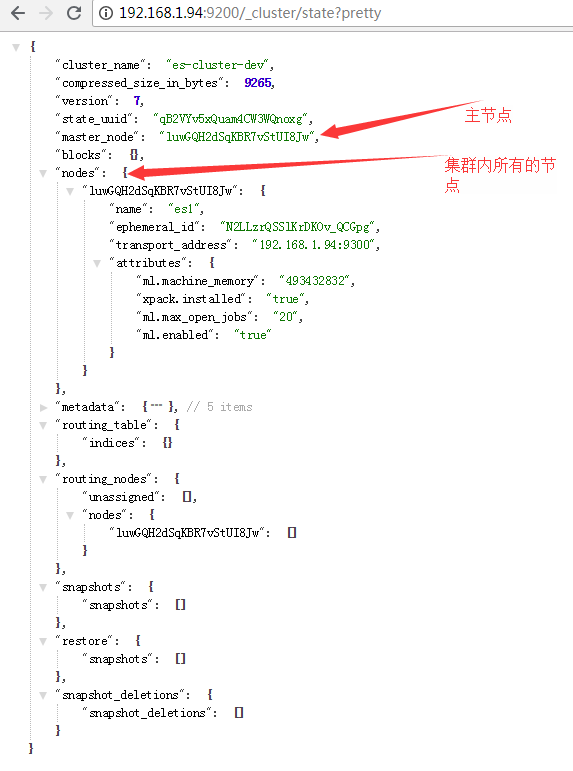 192.168.1.94:9200/_cluster/state?pretty
{
"cluster_name": "es-cluster-dev",
"compressed_size_in_bytes": 9265,
"version": 7,
"state_uuid": "qB2VYv5xQuam4CW3WQnoxg",
"master_node": "luwGQH2dSqKBR7vStUI8Jw",
主节点
"blocks": {},
"nodes": {
集群内所有的节
点
"luwGQH2dSqKBR7vStUI8Jw": {
"name": "es1",
"ephemeral_id": "N2LLzrQSSlKrDKOv_QCGpg",
"transport_address": "192.168.1.94:9300",
"attributes": {
"ml.machine_memory": "493432832",
"xpack.installed": "true",
"ml.max_open_jobs": "20",
"ml.enabled": "true"
}
}
},
"metadata": {...}, // 5 items
"routing_table": {
"indices": {}
},
"routing_nodes": {
"unassigned": [],
"nodes": {
"luwGQH2dSqKBR7vStUI8Jw": []
}
},
"snapshots": {
"snapshots": []
},
"restore": {
"snapshots": []
},
"snapshot_deletions": {
"snapshot_deletions": []
}
}